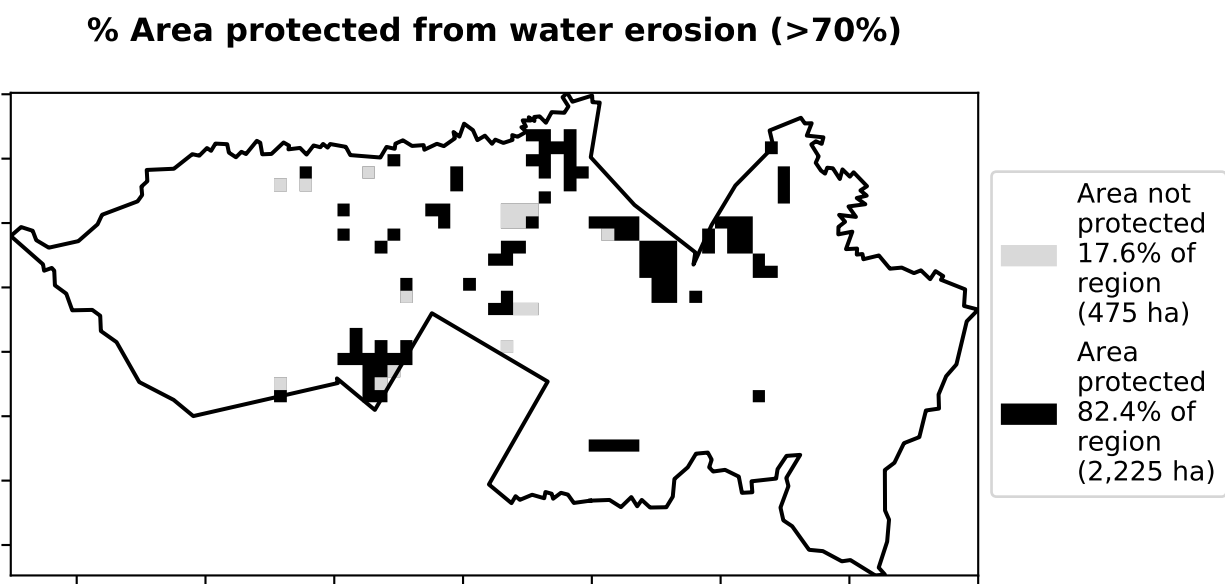 % Area protected from water erosion (>70%)
Area not
protected
17.6% of
region
(475 ha)
Area
protected
82.4% of
region
(2,225 ha)